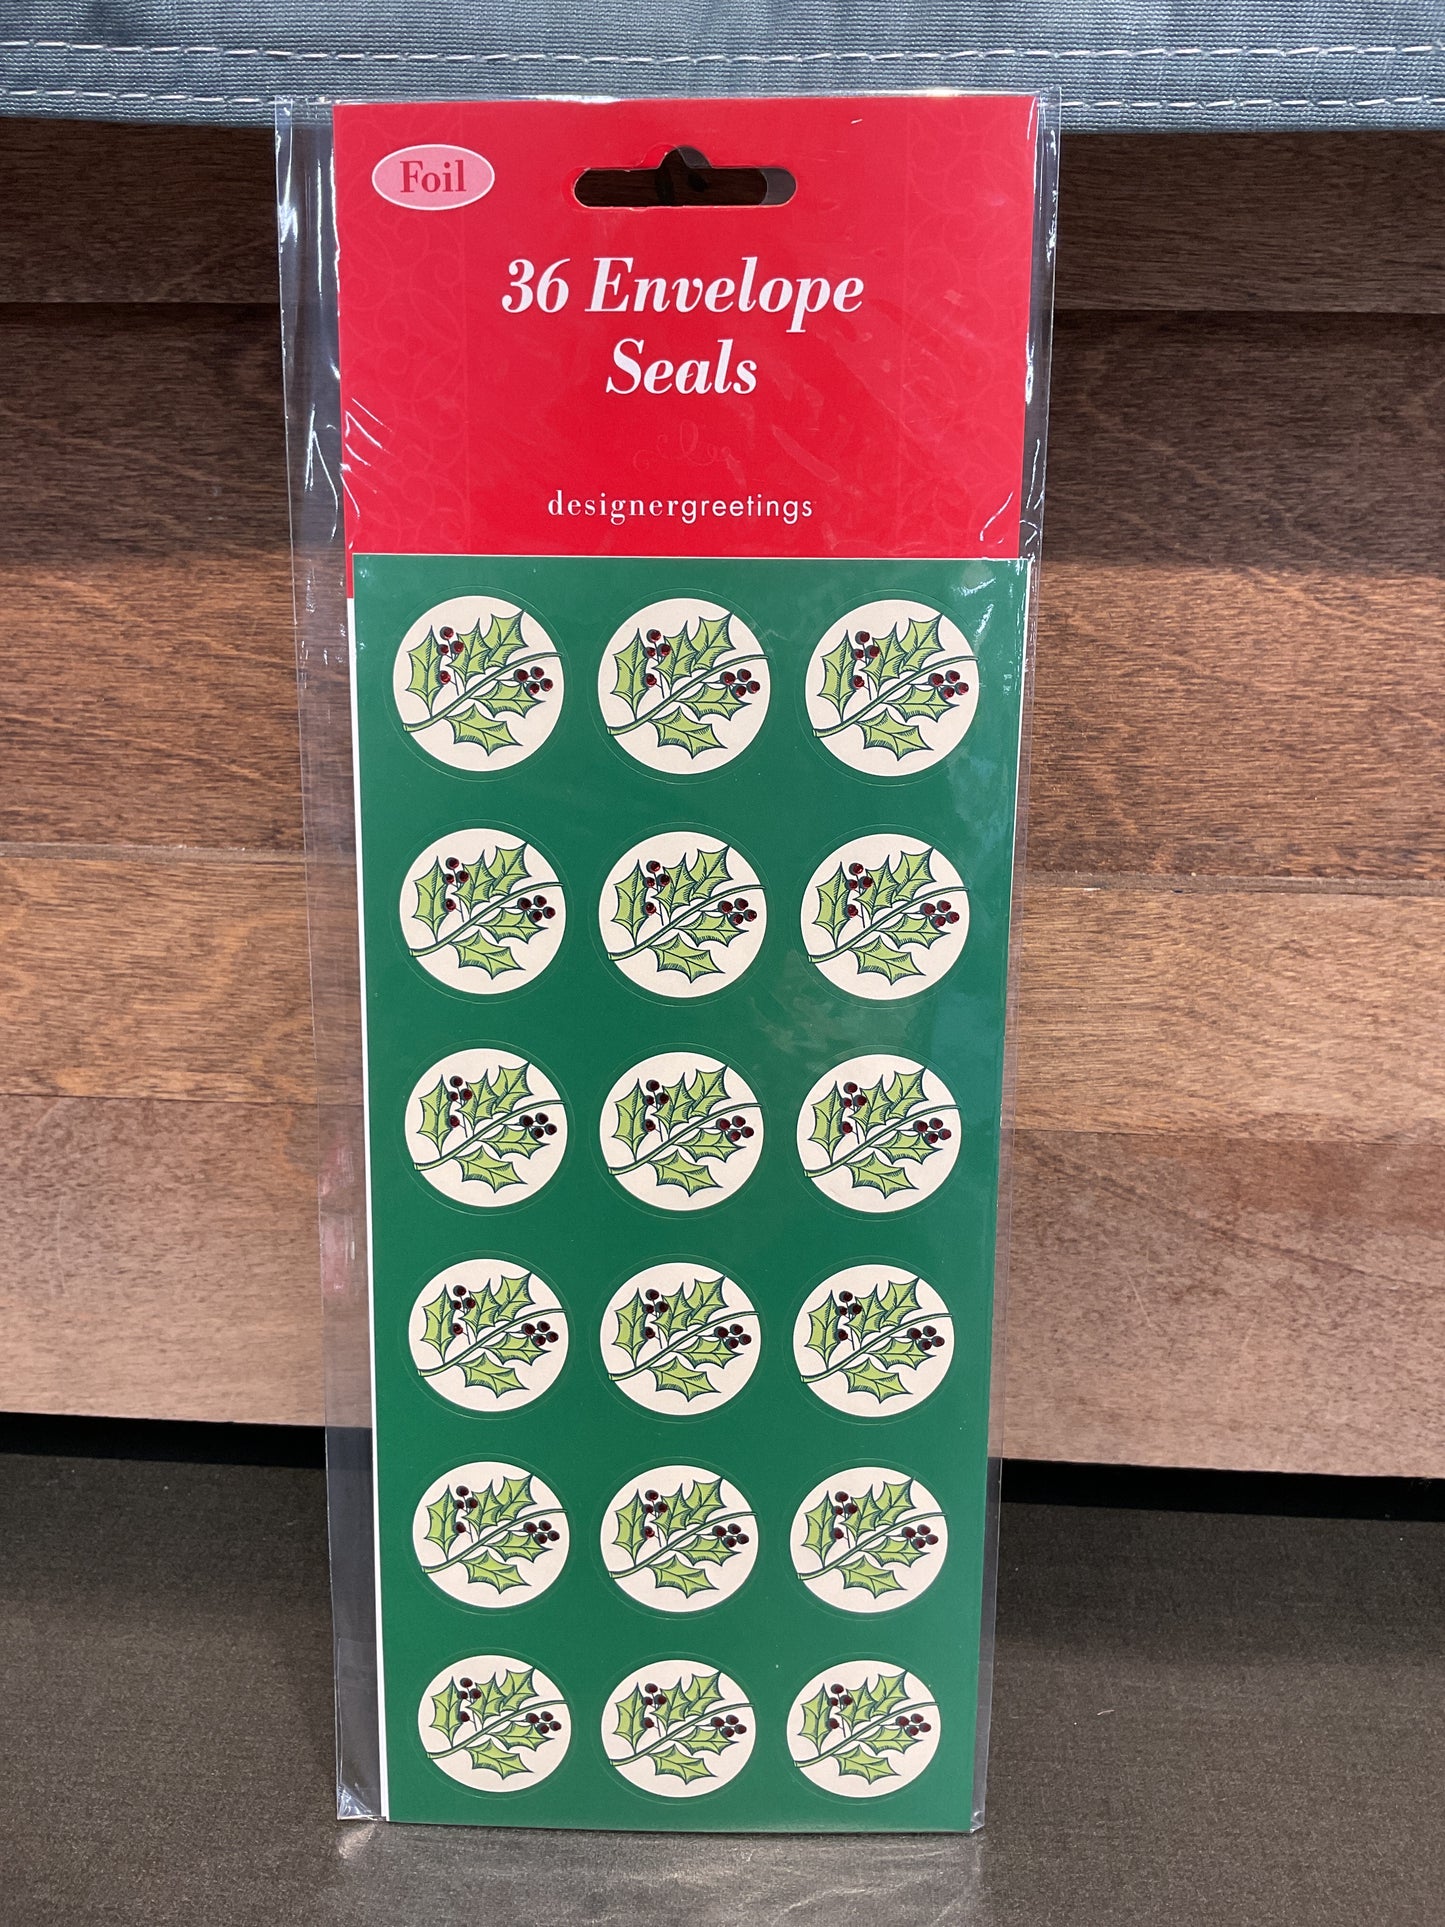 Foil
36 Envelope
Seals
designergreetings